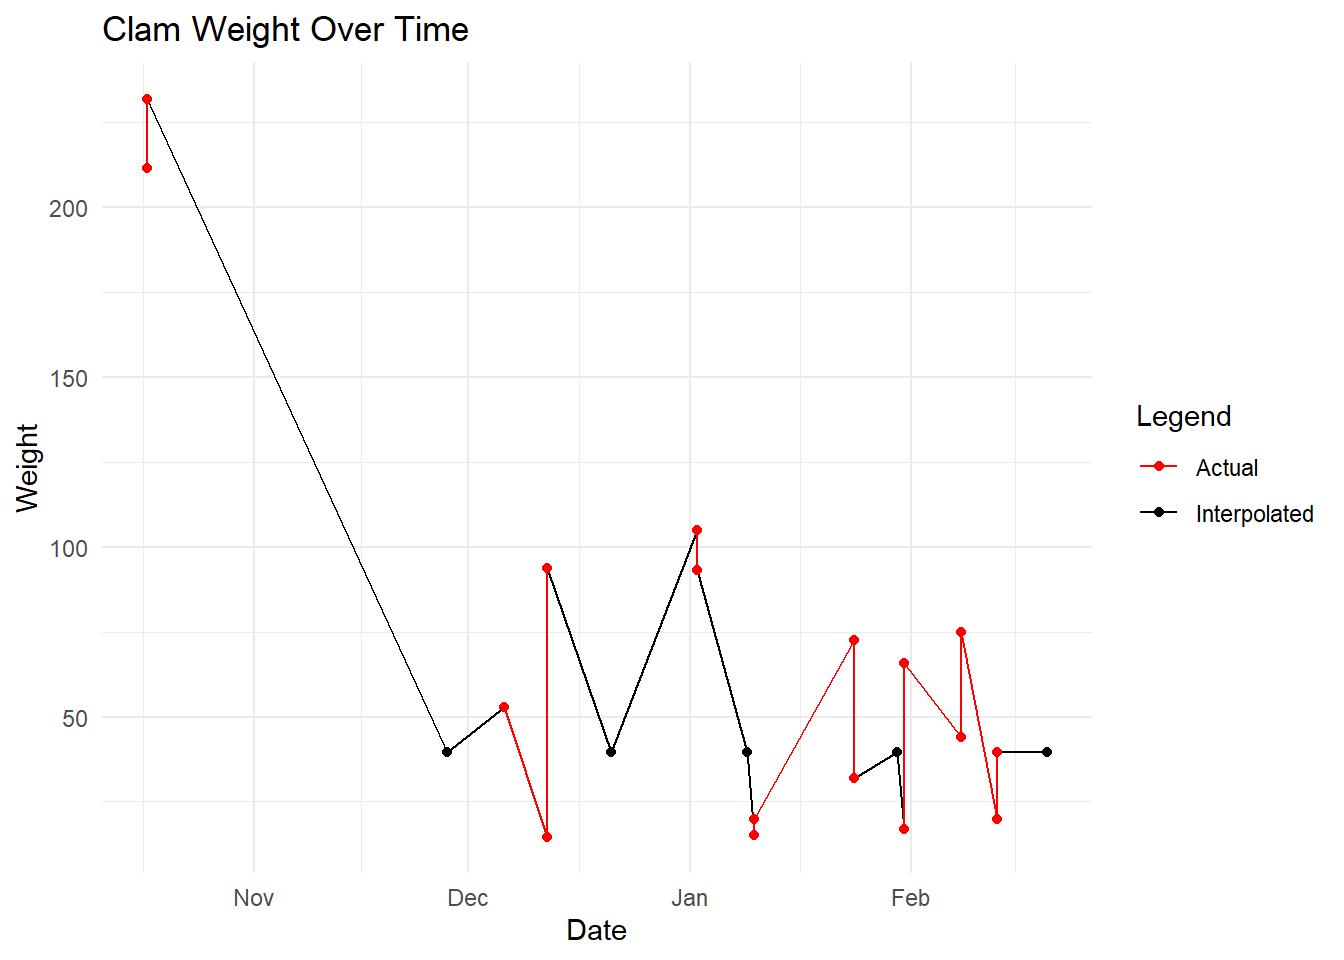 Clam Weight Over Time
Weight
200
150
100
50
Nov Dec Jan Feb
Date
Legend
Actual
Interpolated